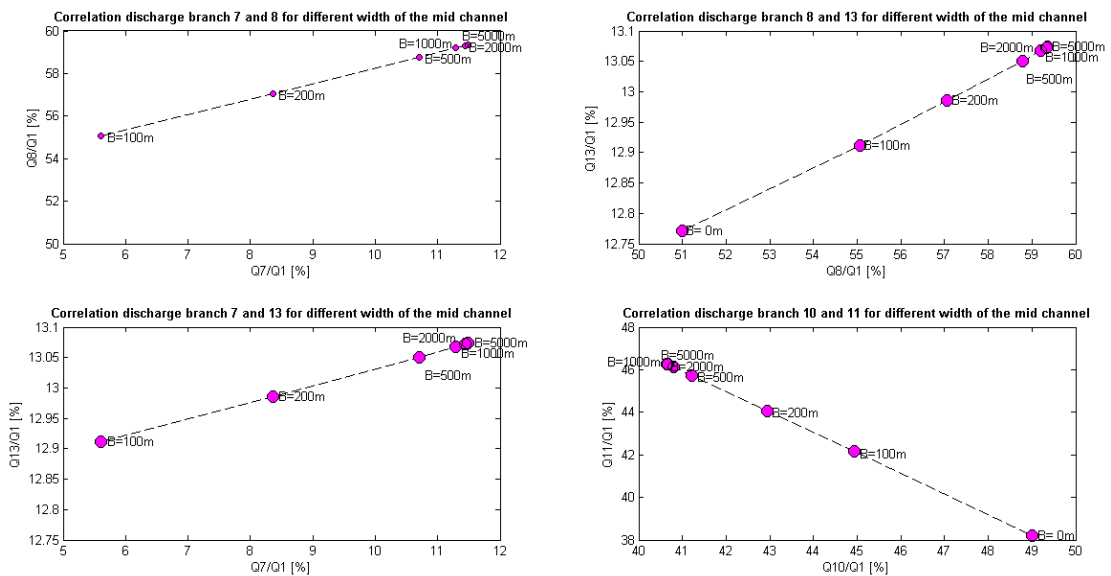 Correlation discharge branch 7 and 8 for different width of the mid channel
60
58
56
54
52
50
Q8/Q1 [%]
B=100m
B=200m
B=500m
B=1000m
B=5000m
B=2000m
5 6 7 8 9 10 11 12
Q7/Q1 [%]
Correlation discharge branch 8 and 13 for different width of the mid channel
13.1
13.05
13
12.95
12.9
12.85
12.8
12.75
Q13/Q1 [%]
B= 0m
B=100m
B=200m
B=500m
B=2000m
B=5000m
B=1000m
50 51 52 53 54 55 56 57 58 59 60
Q8/Q1 [%]
Correlation discharge branch 7 and 13 for different width of the mid channel
13.1
13.05
13
12.95
12.9
12.85
12.8
12.75
Q13/Q1 [%]
B=100m
B=200m
B=500m
B=2000m
B=5000m
B=1000m
5 6 7 8 9 10 11 12
Q7/Q1 [%]
Correlation discharge branch 10 and 11 for different width of the mid channel
48
46
44
42
40
38
Q11/Q1 [%]
B=5000m
B=1000m
B=2000m
B=500m
B=200m
B=100m
B= 0m
40 41 42 43 44 45 46 47 48 49 50
Q10/Q1 [%]